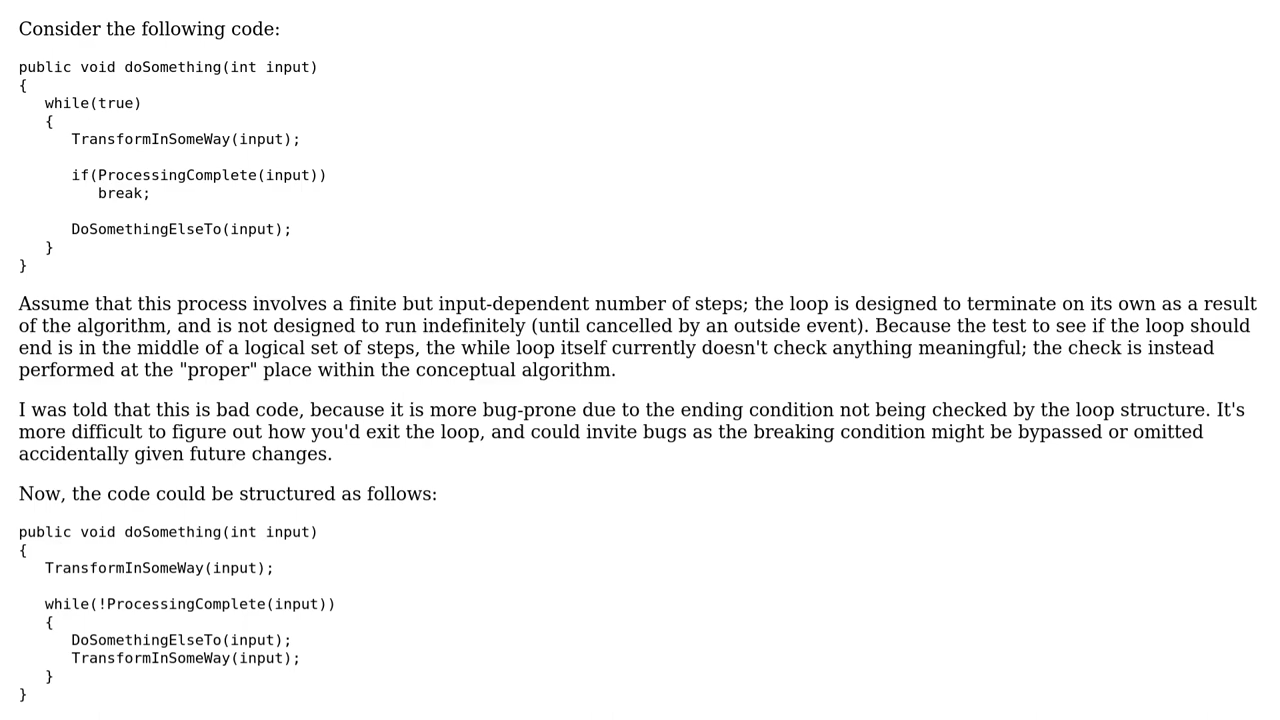 Consider the following code:
public void doSomething(int input)
{
   while(true)
   {
      TransformInSomeWay(input);

      if(ProcessingComplete(input))
         break;

      DoSomethingElseTo(input);
   }
}
Assume that this process involves a finite but input-dependent number of steps; the loop is designed to terminate on its own as a result
of the algorithm, and is not designed to run indefinitely (until cancelled by an outside event). Because the test to see if the loop should
end is in the middle of a logical set of steps, the while loop itself currently doesn't check anything meaningful; the check is instead
performed at the "proper" place within the conceptual algorithm.
I was told that this is bad code, because it is more bug-prone due to the ending condition not being checked by the loop structure. It's
more difficult to figure out how you'd exit the loop, and could invite bugs as the breaking condition might be bypassed or omitted
accidentally given future changes.
Now, the code could be structured as follows:
public void doSomething(int input)
{
   TransformInSomeWay(input);

   while(!ProcessingComplete(input))
   {
      DoSomethingElseTo(input);
      TransformInSomeWay(input);
   }
}